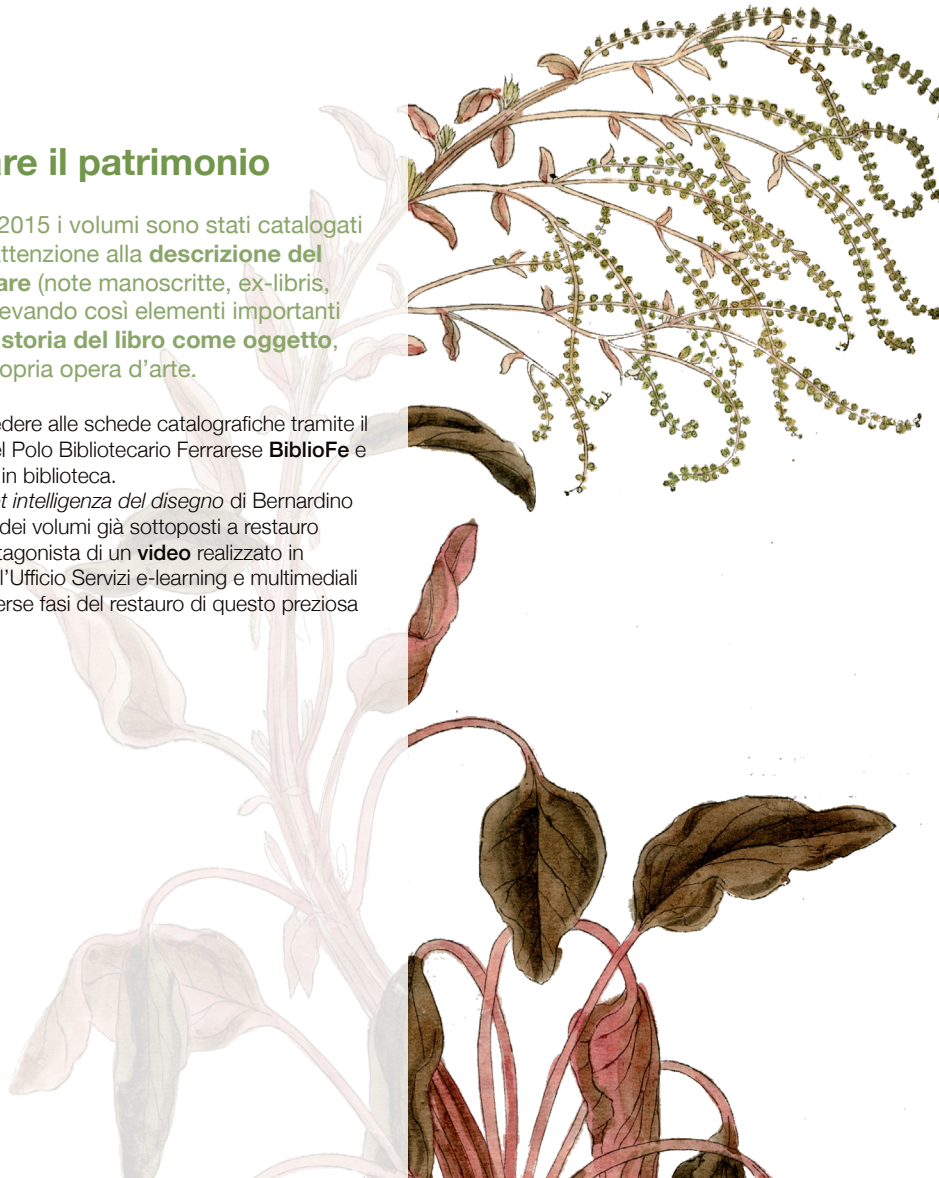 re il patrimonio
2015 i volumi sono stati catalogati
ttenzione alla descrizione del
are (note manoscritte, ex-libris,
evando così elementi importanti
storia del libro come oggetto,
ropria opera d’arte.
edere alle schede catalografiche tramite il
el Polo Bibliotecario Ferrarese BiblioFe e
in biblioteca.
t intelligenza del disegno di Bernardino
dei volumi già sottoposti a restauro
tagonista di un video realizzato in
l’Ufficio Servizi e-learning e multimediali
erse fasi del restauro di questo preziosa